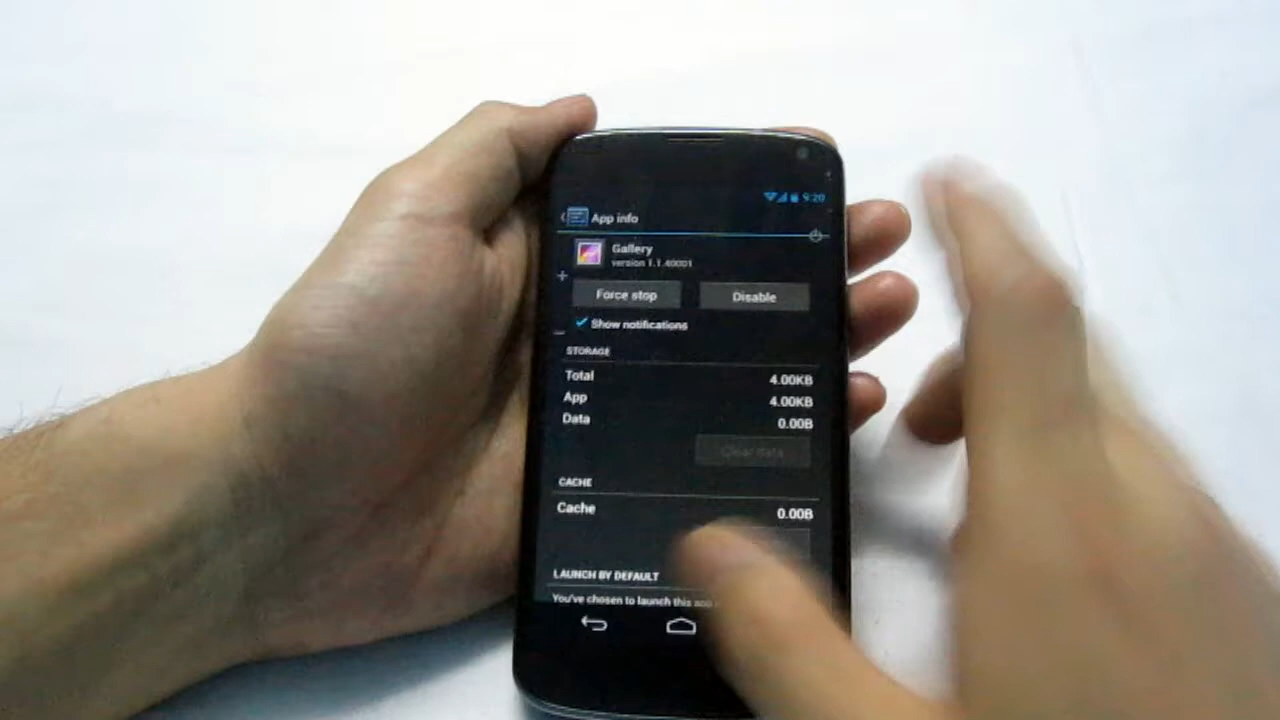 9:20
App info
Gallery
version 1.1.40001
Force stop
Disable
Show notifications
STORAGE
Total 4.00KB
App 4.00KB
Data 0.00B
Clear data
CACHE
Cache 0.00B
LAUNCH BY DEFAULT
You've chosen to launch this app